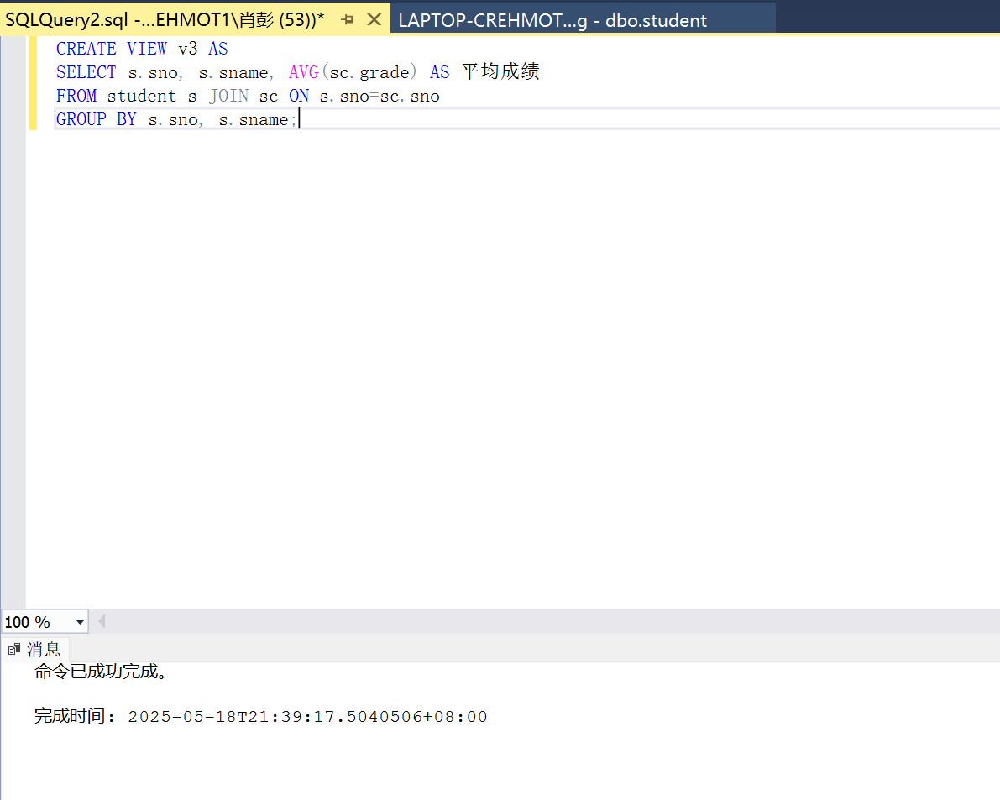 SQLQuery2.sql -...EHMOT1\肖彭 (53))*
LAPTOP-CREHMOT...g - dbo.student
CREATE VIEW v3 AS
SELECT s.sno, s.sname, AVG(sc.grade) AS 平均成绩
FROM student s JOIN sc ON s.sno=sc.sno
GROUP BY s.sno, s.sname;
100 %
消息
命令已成功完成。
完成时间: 2025-05-18T21:39:17.5040506+08:00